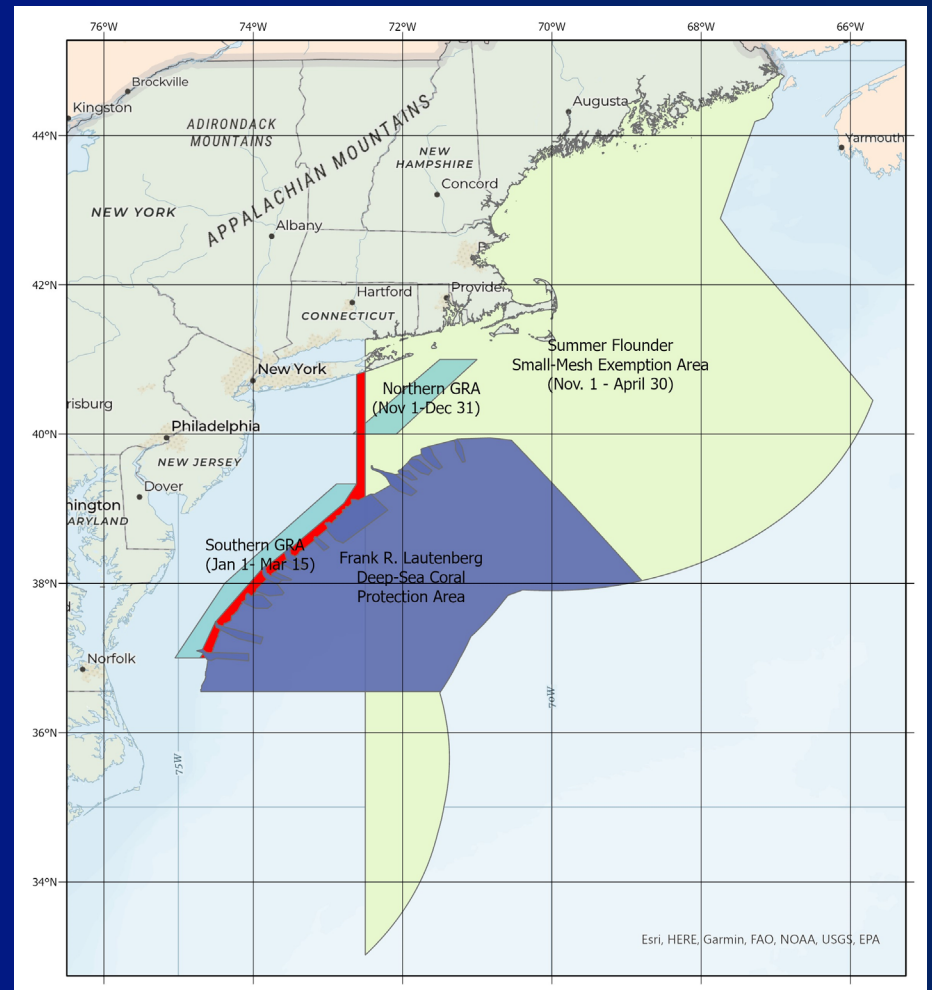 76°W 74°W 72°W 70°W 68°W 66°W
Brockville
Kingston
Augusta
ADIRONDACK
MOUNTAINS
APPALACHIAN MOUNTAINS
44°N
Yarmouth
NEW
HAMPSHIRE
Concord
NEW YORK
Albany
42°N
Hartford
Provide
CONNECTICUT
Summer Flounder
Small-Mesh Exemption Area
(Nov. 1 - April 30)
New York
Northern GRA
(Nov 1-Dec 31)
risburg
Philadelphia
40°N
NEW JERSEY
Dover
hington
ARYLAND
Southern GRA
(Jan 1- Mar 15)
Frank R. Lautenberg
Deep-Sea Coral
Protection Area
38°N
d
Norfolk
70W
36°N
75W
34°N
Esri, HERE, Garmin, FAO, NOAA, USGS, EPA